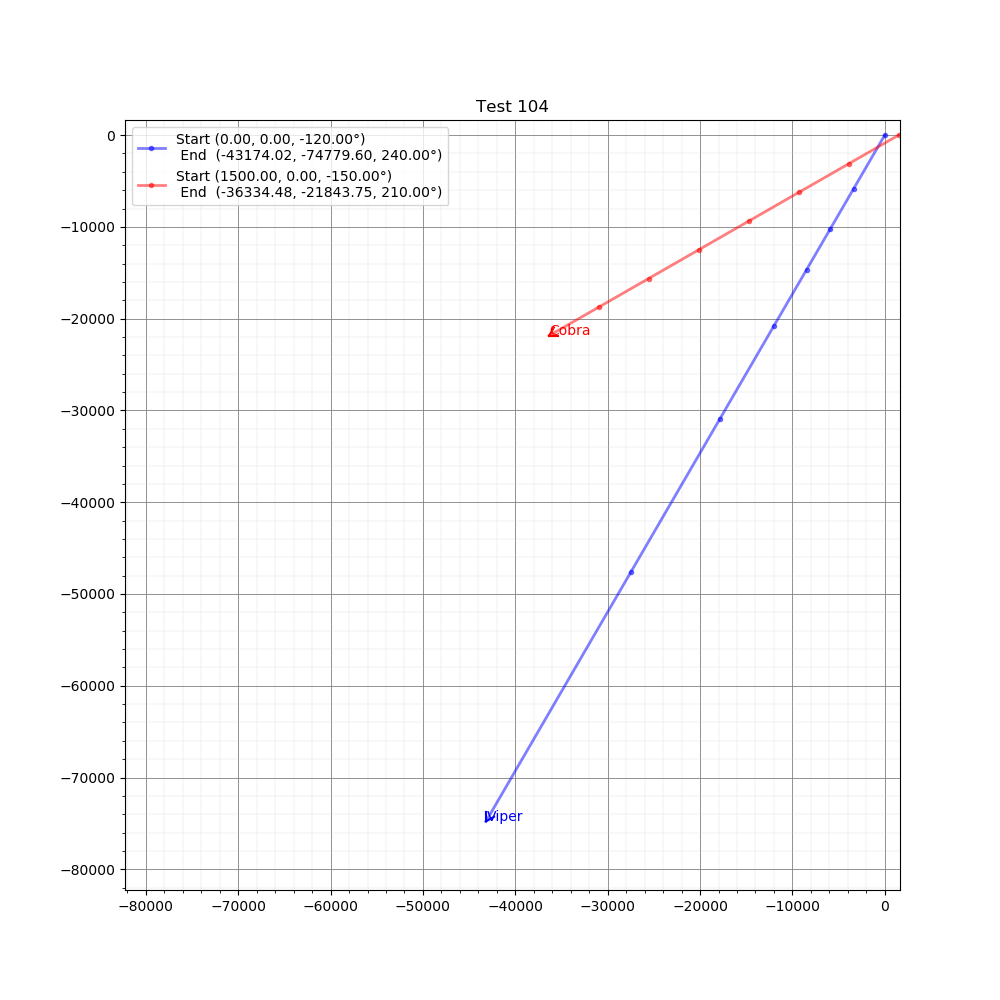 Test 104
Start (0.00, 0.00, -120.00°)
End  (-43174.02, -74779.60, 240.00°)
Start (1500.00, 0.00, -150.00°)
End  (-36334.48, -21843.75, 210.00°)
0
−10000
−20000
−30000
−40000
−50000
−60000
−70000
−80000
Cobra
Viper
−80000 −70000 −60000 −50000 −40000 −30000 −20000 −10000 0